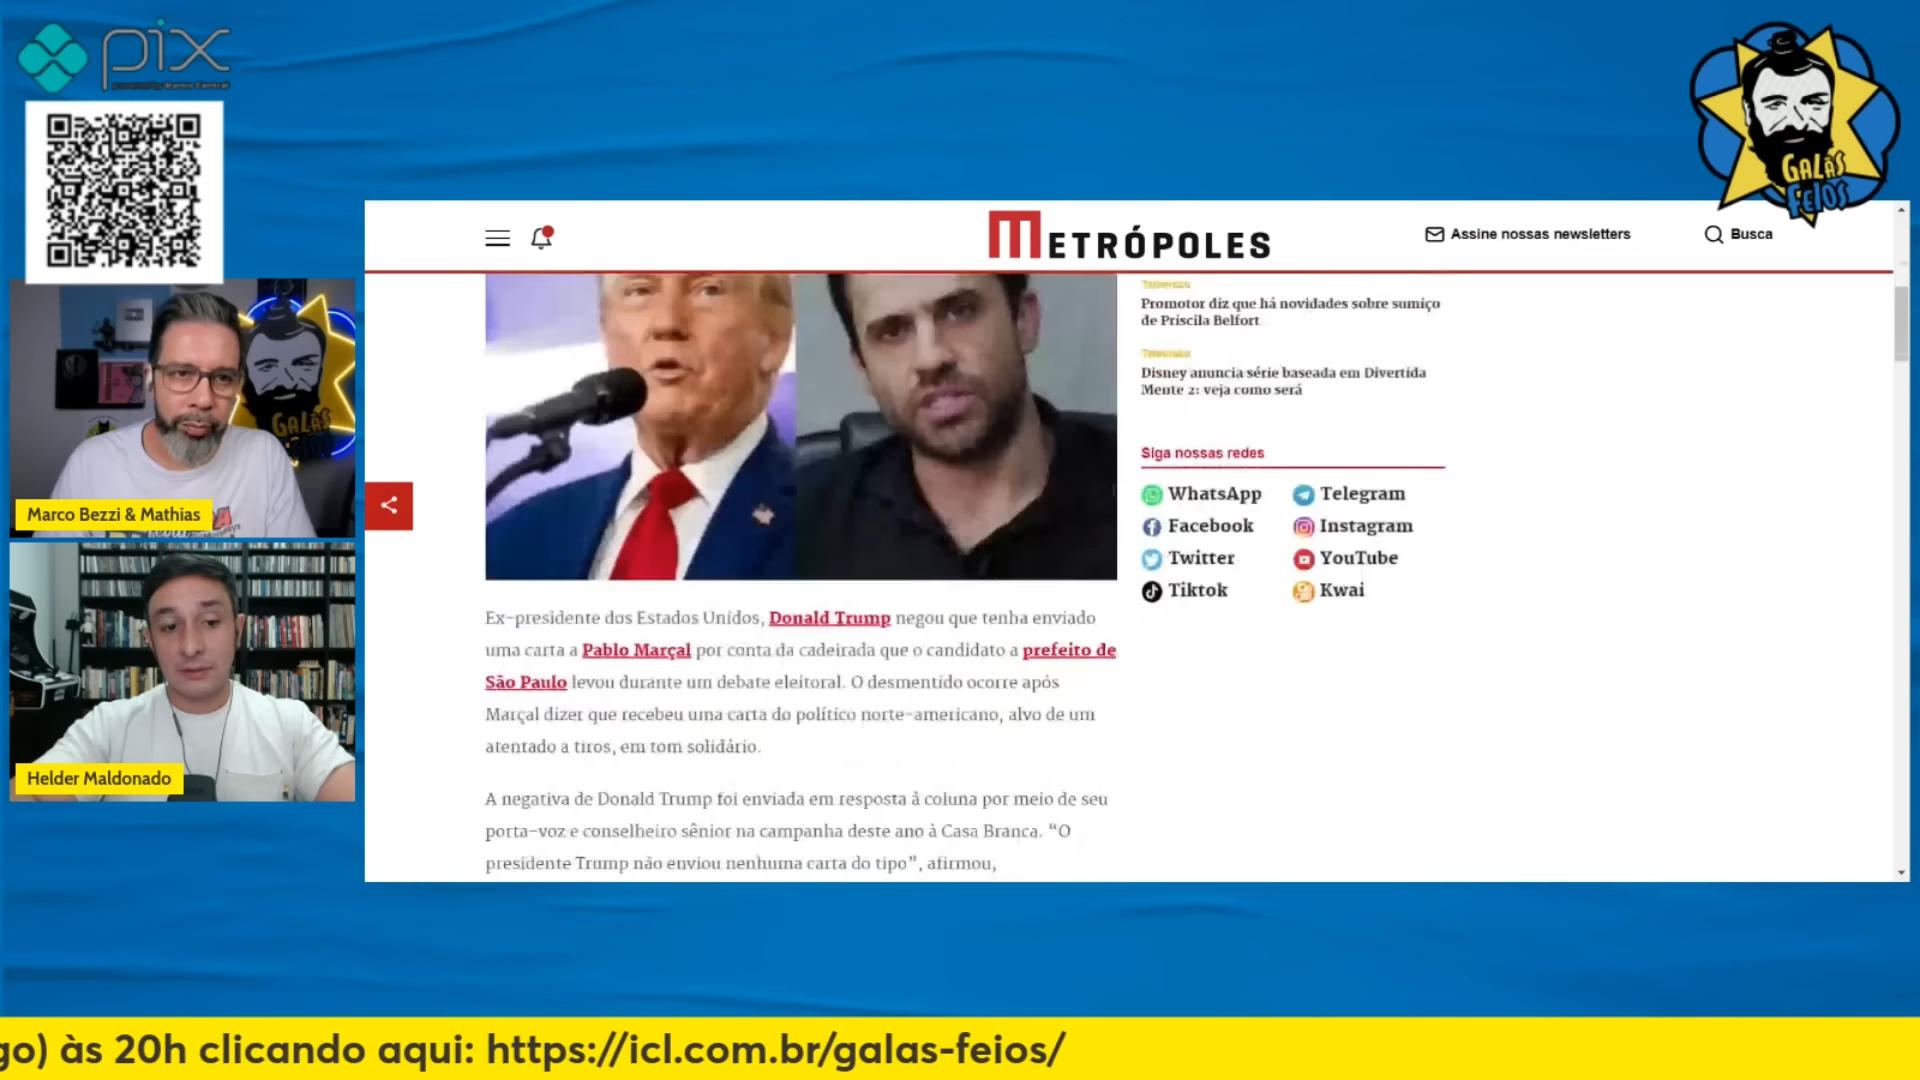 pix
powered by Banco Central
GALÃS
FEIOS
METRÓPOLES
Assine nossas newsletters
Busca
Televisão
Promotor diz que há novidades sobre sumiço
de Priscila Belfort
Televisão
Disney anuncia série baseada em Divertida
Mente 2: veja como será
Siga nossas redes
WhatsApp
Telegram
Facebook
Instagram
Twitter
YouTube
Tiktok
Kwai
Ex-presidente dos Estados Unidos, Donald Trump negou que tenha enviado
uma carta a Pablo Marçal por conta da cadeirada que o candidato a prefeito de
São Paulo levou durante um debate eleitoral. O desmentido ocorre após
Marçal dizer que recebeu uma carta do político norte-americano, alvo de um
atentado a tiros, em tom solidário.
A negativa de Donald Trump foi enviada em resposta à coluna por meio de seu
porta-voz e conselheiro sênior na campanha deste ano à Casa Branca. “O
presidente Trump não enviou nenhuma carta do tipo”, afirmou,
GALÃS
Marco Bezzi & Mathias
Helder Maldonado
go) às 20h clicando aqui: https://icl.com.br/galas-feios/